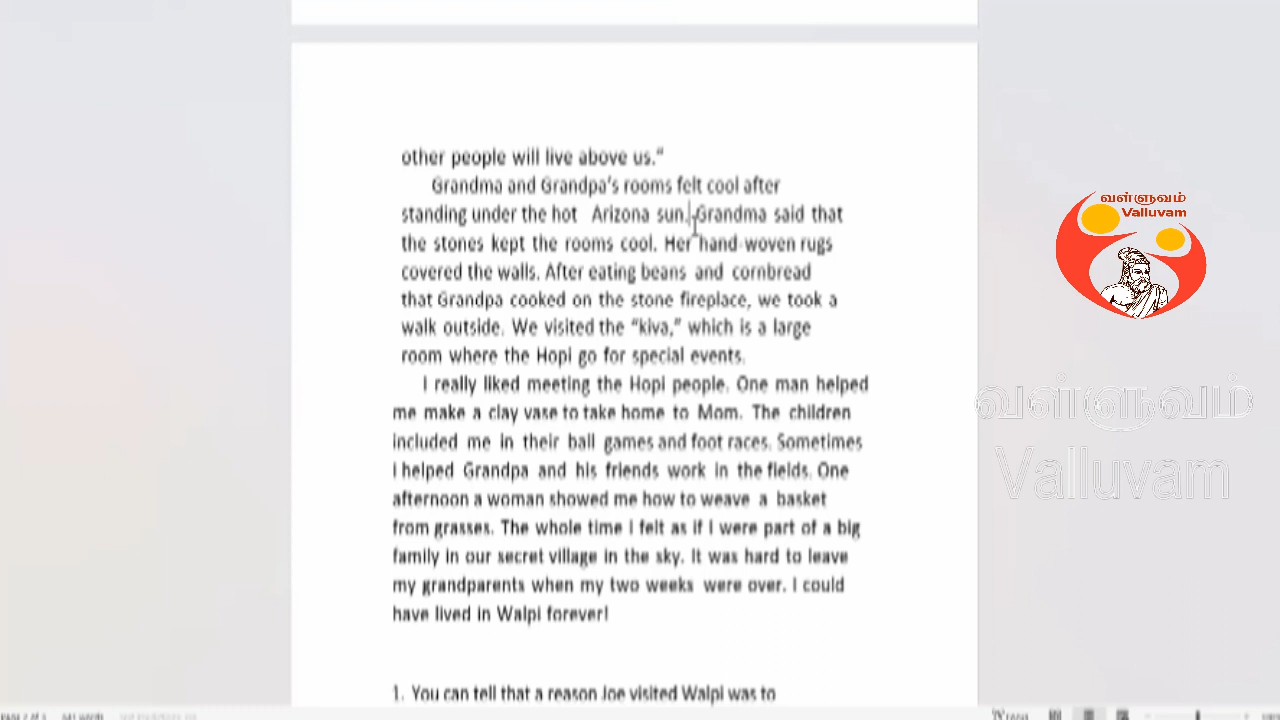 other people will live above us.”
Grandma and Grandpa’s rooms felt cool after
standing under the hot Arizona sun. Grandma said that
the stones kept the rooms cool. Her hand-woven rugs
covered the walls. After eating beans and cornbread
that Grandpa cooked on the stone fireplace, we took a
walk outside. We visited the “kiva,” which is a large
room where the Hopi go for special events.
I really liked meeting the Hopi people. One man helped
me make a clay vase to take home to Mom. The children
included me in their ball games and foot races. Sometimes
I helped Grandpa and his friends work in the fields. One
afternoon a woman showed me how to weave a basket
from grasses. The whole time I felt as if I were part of a big
family in our secret village in the sky. It was hard to leave
my grandparents when my two weeks were over. I could
have lived in Walpi forever!
1. You can tell that a reason Joe visited Walpi was to
வள்ளுவம்
Valluvam
வள்ளுவம்
Valluvam